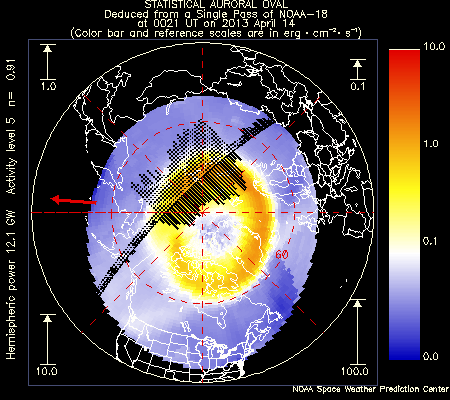 STATISTICAL AURORAL OVAL
Deduced from a Single Pass of NOAA-18
at 0021 UT on 2013 April 14
(Color bar and reference scales are in erg·cm⁻²·s⁻¹)
1.0
0.1
10.0
1.0
0.1
0.0
Hemispheric power 12.1 GW Activity level 5 n= 0.91
60
10.0
100.0
NOAA Space Weather Prediction Center